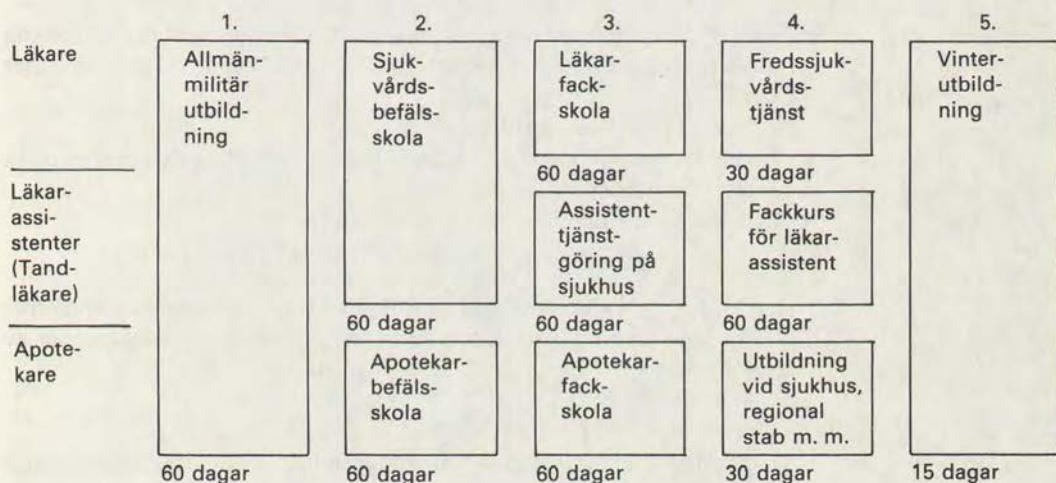 1.
2.
3.
4.
5.
Läkare
Allmän-
militär
utbild-
ning
Sjuk-
vårds-
befäls-
skola
Läkar-
fack-
skola
Fredssjuk-
vårds-
tjänst
Vinter-
utbild-
ning
60 dagar
30 dagar
Läkar-
assi-
stenter
(Tand-
läkare)
Assistent-
tjänst-
göring på
sjukhus
Fackkurs
för läkar-
assistent
60 dagar
60 dagar
60 dagar
Apote-
kare
Apotekar-
befäls-
skola
Apotekar-
fack-
skola
Utbildning
vid sjukhus,
regional
stab m. m.
60 dagar
60 dagar
60 dagar
30 dagar
15 dagar